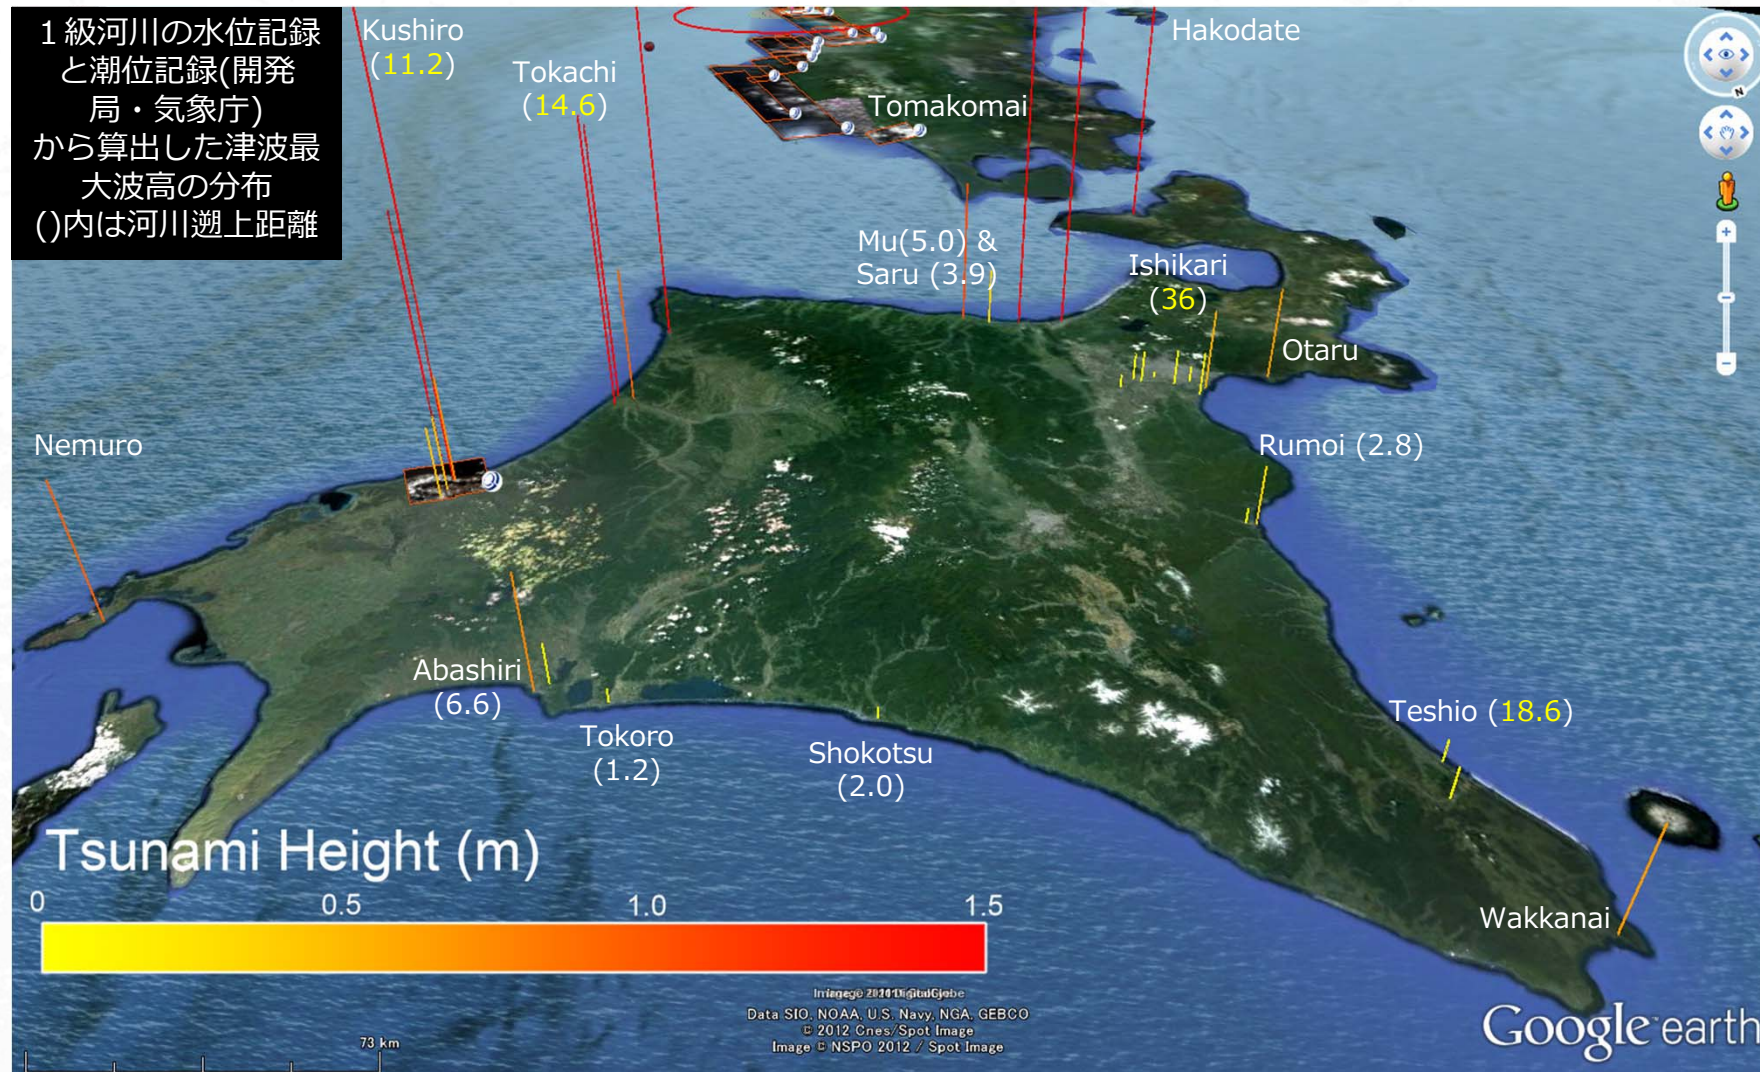 １級河川の水位記録
と潮位記録(開発
局・気象庁)
から算出した津波最
大波高の分布
()内は河川遡上距離
Kushiro
(11.2)
Tokachi
(14.6)
Hakodate
Tomakomai
Mu(5.0) &
Saru (3.9)
Ishikari
(36)
Otaru
Nemuro
Rumoi (2.8)
Abashiri
(6.6)
Tokoro
(1.2)
Shokotsu
(2.0)
Teshio (18.6)
Wakkanai
Tsunami Height (m)
0 0.5 1.0 1.5
Data SIO, NOAA, U.S. Navy, NGA, GEBCO
© 2012 Cnes/Spot Image
Image © NSPO 2012 / Spot Image
73 km
Google earth
N